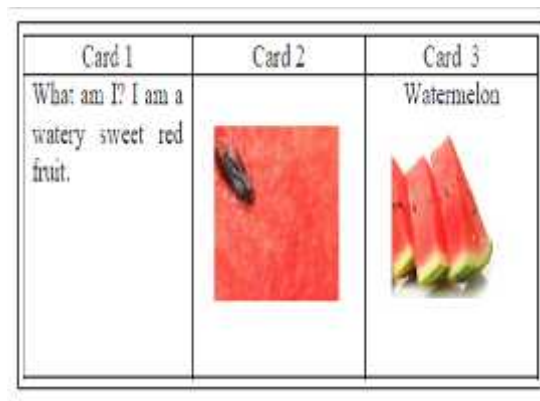 Card 1
Card 2
Card 3
What am I? I am a
watery sweet red
fruit.
Watermelon